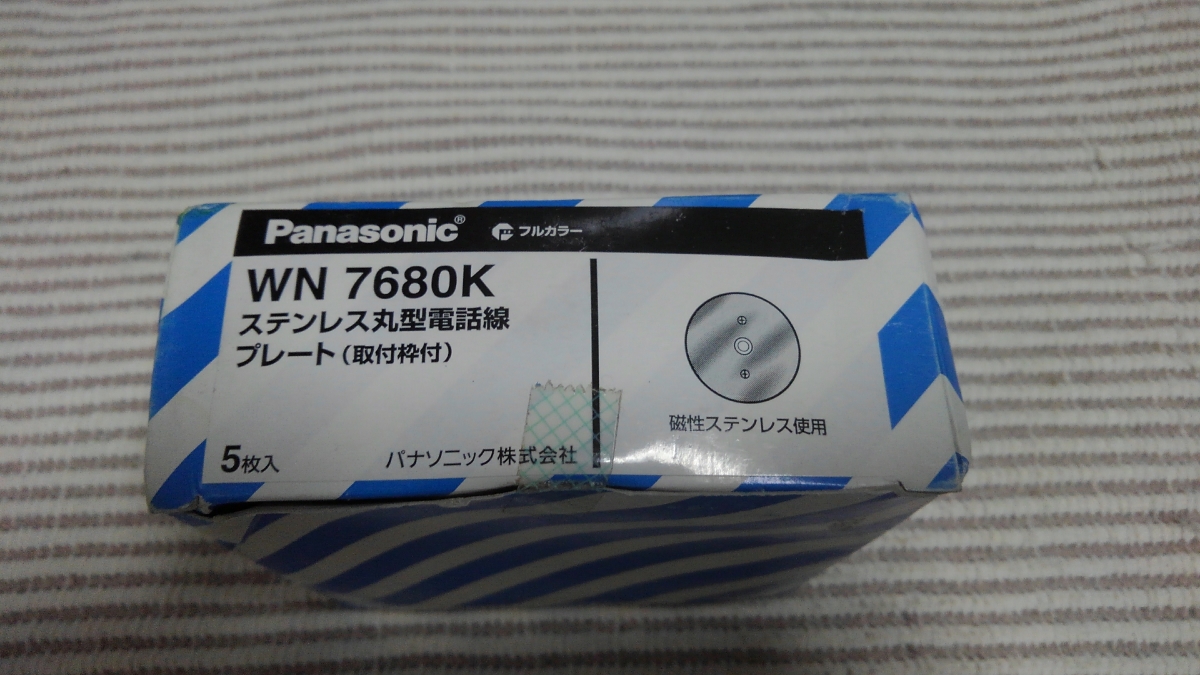 Panasonic® フルカラー
WN 7680K
ステンレス丸型電話線
プレート（取付枠付）
5枚入
パナソニック株式会社
磁性ステンレス使用